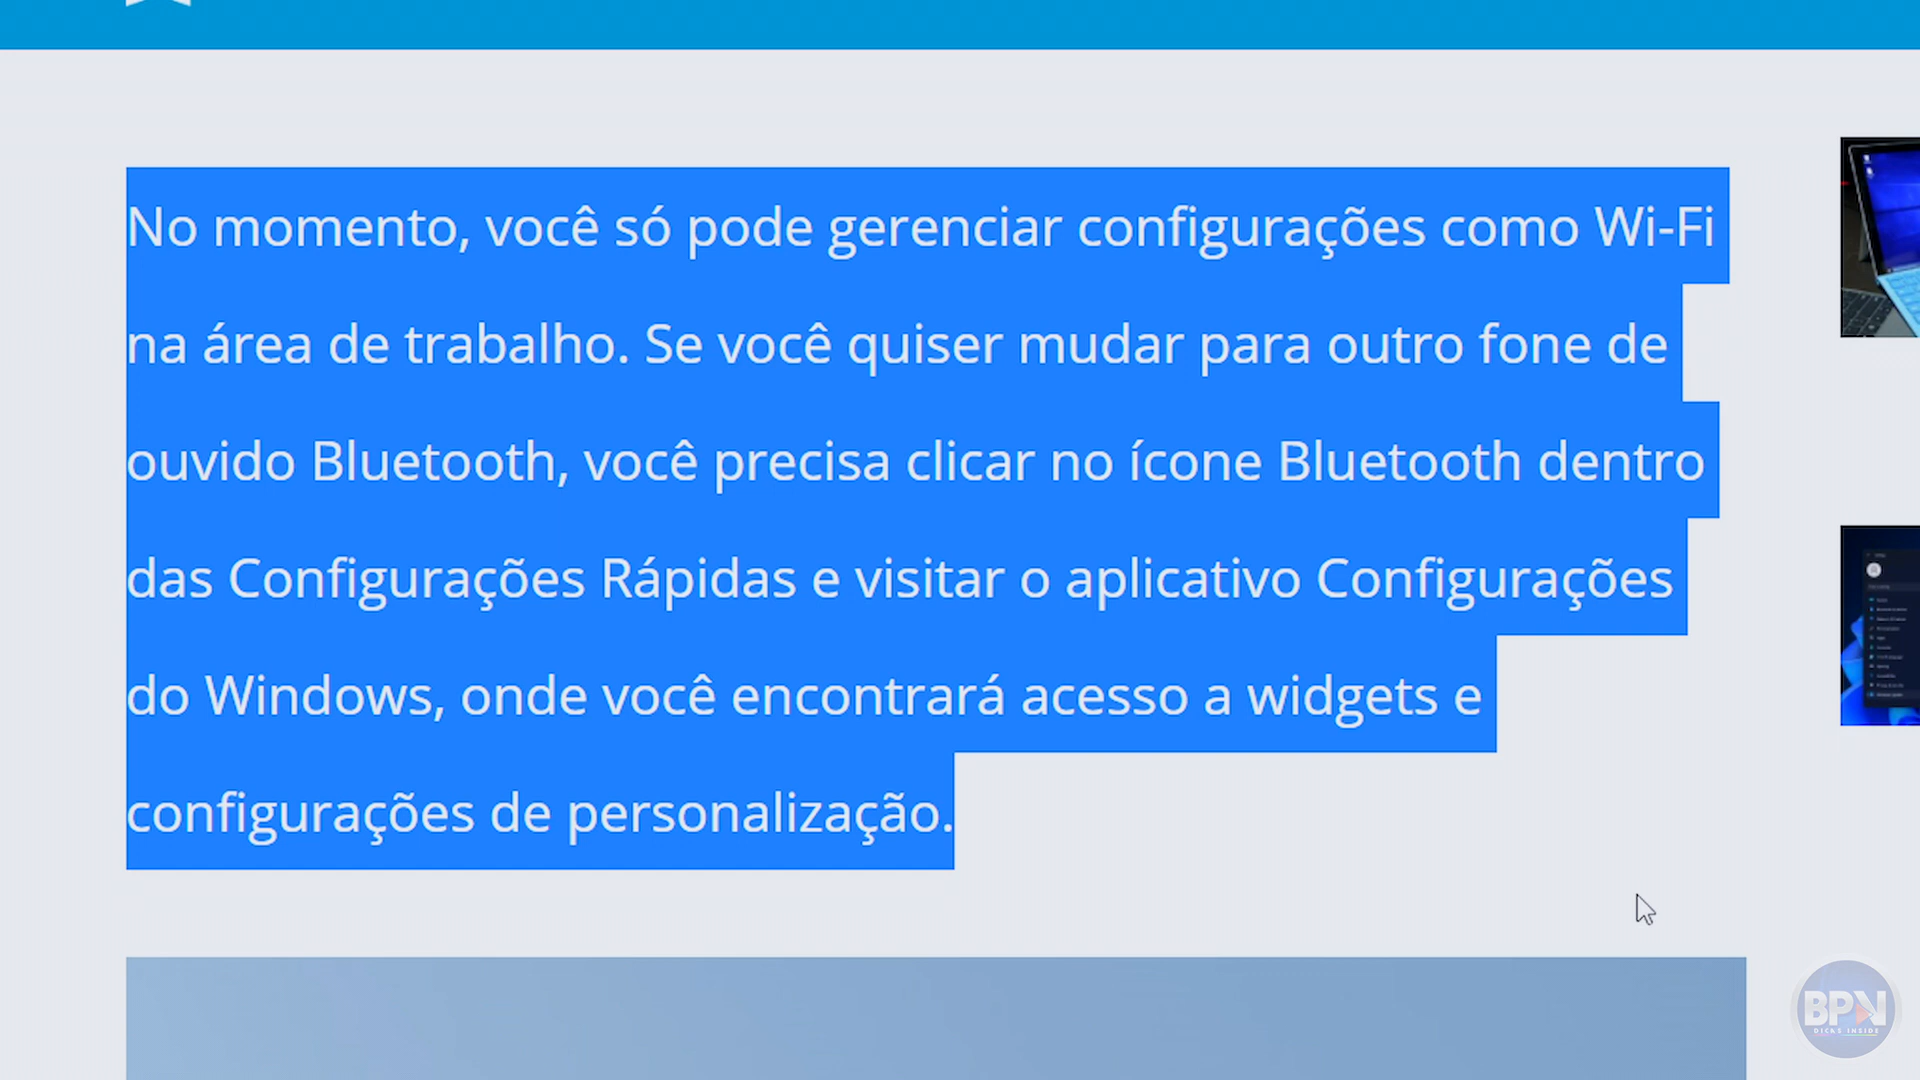 No momento, você só pode gerenciar configurações como Wi-Fi
na área de trabalho. Se você quiser mudar para outro fone de
ouvido Bluetooth, você precisa clicar no ícone Bluetooth dentro
das Configurações Rápidas e visitar o aplicativo Configurações
do Windows, onde você encontrará acesso a widgets e
configurações de personalização.
BPN
DICAS INSIDE